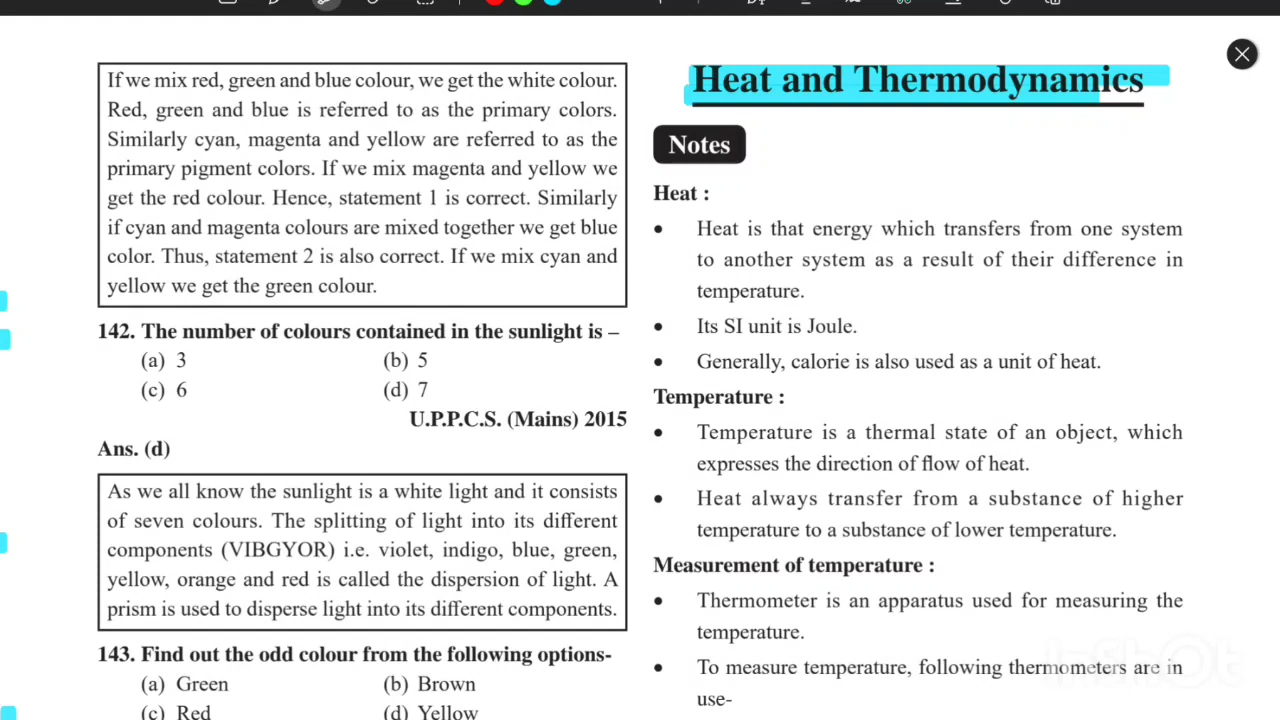 If we mix red, green and blue colour, we get the white colour.
Red, green and blue is referred to as the primary colors.
Similarly cyan, magenta and yellow are referred to as the
primary pigment colors. If we mix magenta and yellow we
get the red colour. Hence, statement 1 is correct. Similarly
if cyan and magenta colours are mixed together we get blue
color. Thus, statement 2 is also correct. If we mix cyan and
yellow we get the green colour.
142. The number of colours contained in the sunlight is –
(a) 3 (b) 5
(c) 6 (d) 7
U.P.P.C.S. (Mains) 2015
Ans. (d)
As we all know the sunlight is a white light and it consists
of seven colours. The splitting of light into its different
components (VIBGYOR) i.e. violet, indigo, blue, green,
yellow, orange and red is called the dispersion of light. A
prism is used to disperse light into its different components.
143. Find out the odd colour from the following options-
(a) Green (b) Brown
(c) Red (d) Yellow
Heat and Thermodynamics
Notes
Heat :
• Heat is that energy which transfers from one system
to another system as a result of their difference in
temperature.
• Its SI unit is Joule.
• Generally, calorie is also used as a unit of heat.
Temperature :
• Temperature is a thermal state of an object, which
expresses the direction of flow of heat.
• Heat always transfer from a substance of higher
temperature to a substance of lower temperature.
Measurement of temperature :
• Thermometer is an apparatus used for measuring the
temperature.
• To measure temperature, following thermometers are in
use-
InShOt